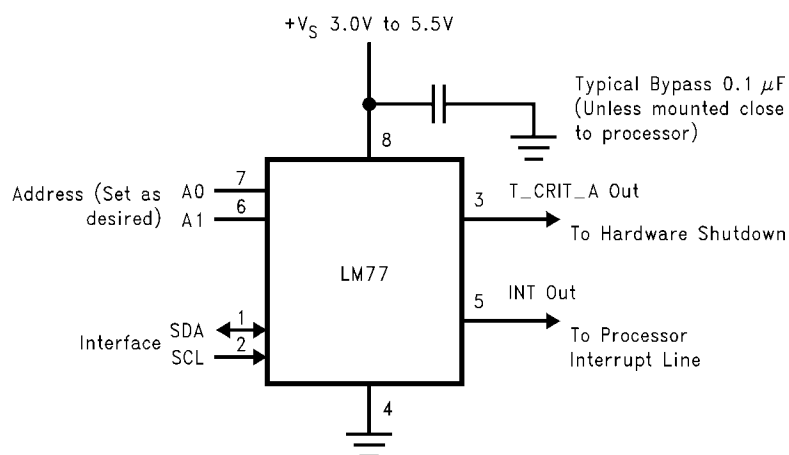 +VS 3.0V to 5.5V
Typical Bypass 0.1 μF
(Unless mounted close
to processor)
8
Address (Set as
desired)
A0
7
A1
6
3
T_CRIT_A Out
To Hardware Shutdown
LM77
5
INT Out
To Processor
Interrupt Line
Interface
SDA
1
SCL
2
4